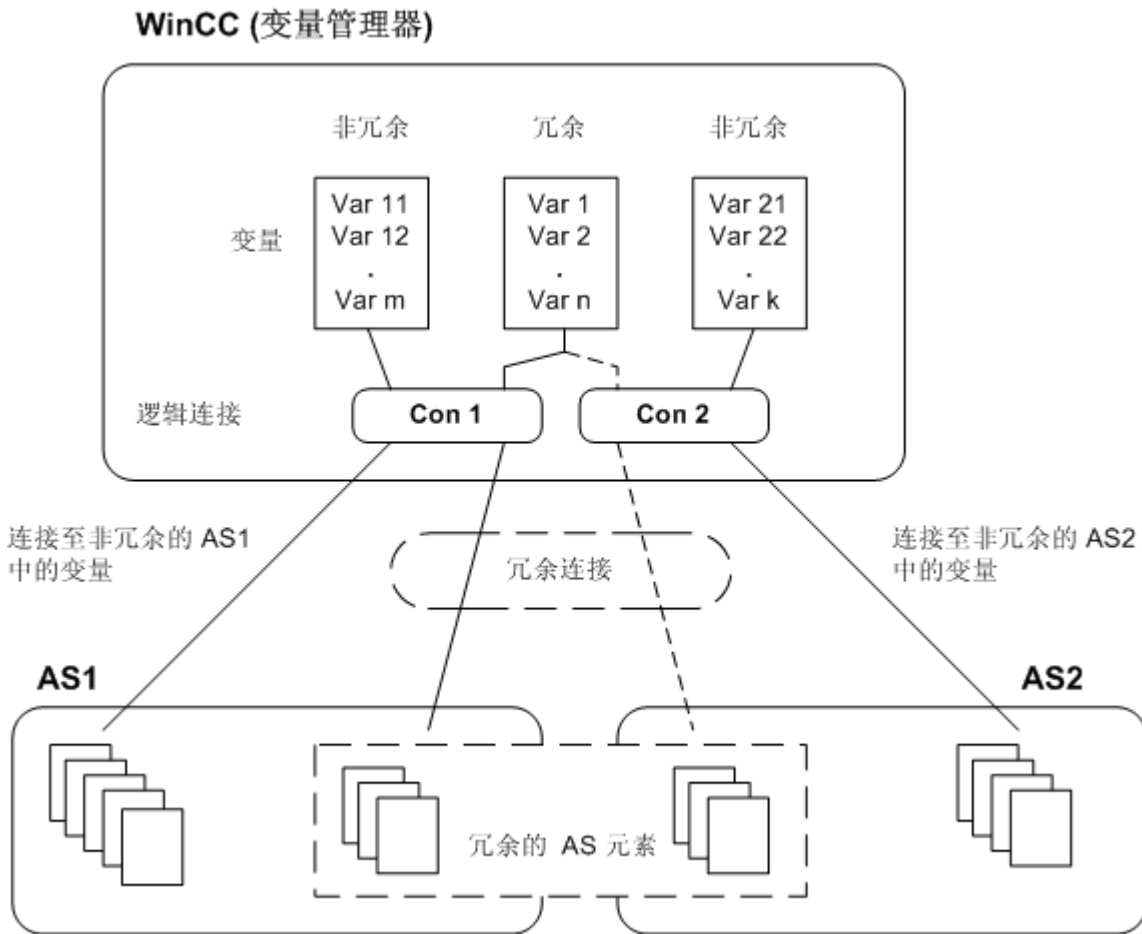 WinCC (变量管理器)
非冗余
冗余
非冗余
变量
Var 11
Var 12
.
Var m
Var 1
Var 2
.
Var n
Var 21
Var 22
.
Var k
逻辑连接
Con 1
Con 2
连接至非冗余的 AS1
中的变量
冗余连接
连接至非冗余的 AS2
中的变量
AS1
AS2
冗余的 AS 元素